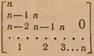 n
n-1 n
n-2 n-1 n 0
. . . . . . . . . . . .
1 2 3...n